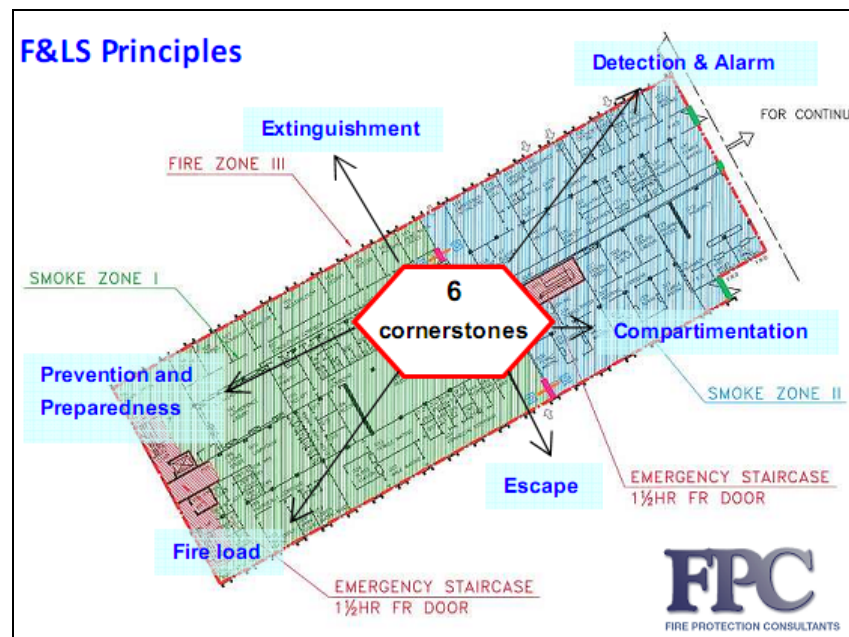 F&LS Principles
Detection & Alarm
FOR CONTINU
Extinguishment
FIRE ZONE III
SMOKE ZONE I
6
cornerstones
Compartimentation
Prevention and
Preparedness
SMOKE ZONE II
Escape
EMERGENCY STAIRCASE
1½HR FR DOOR
Fire load
EMERGENCY STAIRCASE
1½HR FR DOOR
FPC
FIRE PROTECTION CONSULTANTS